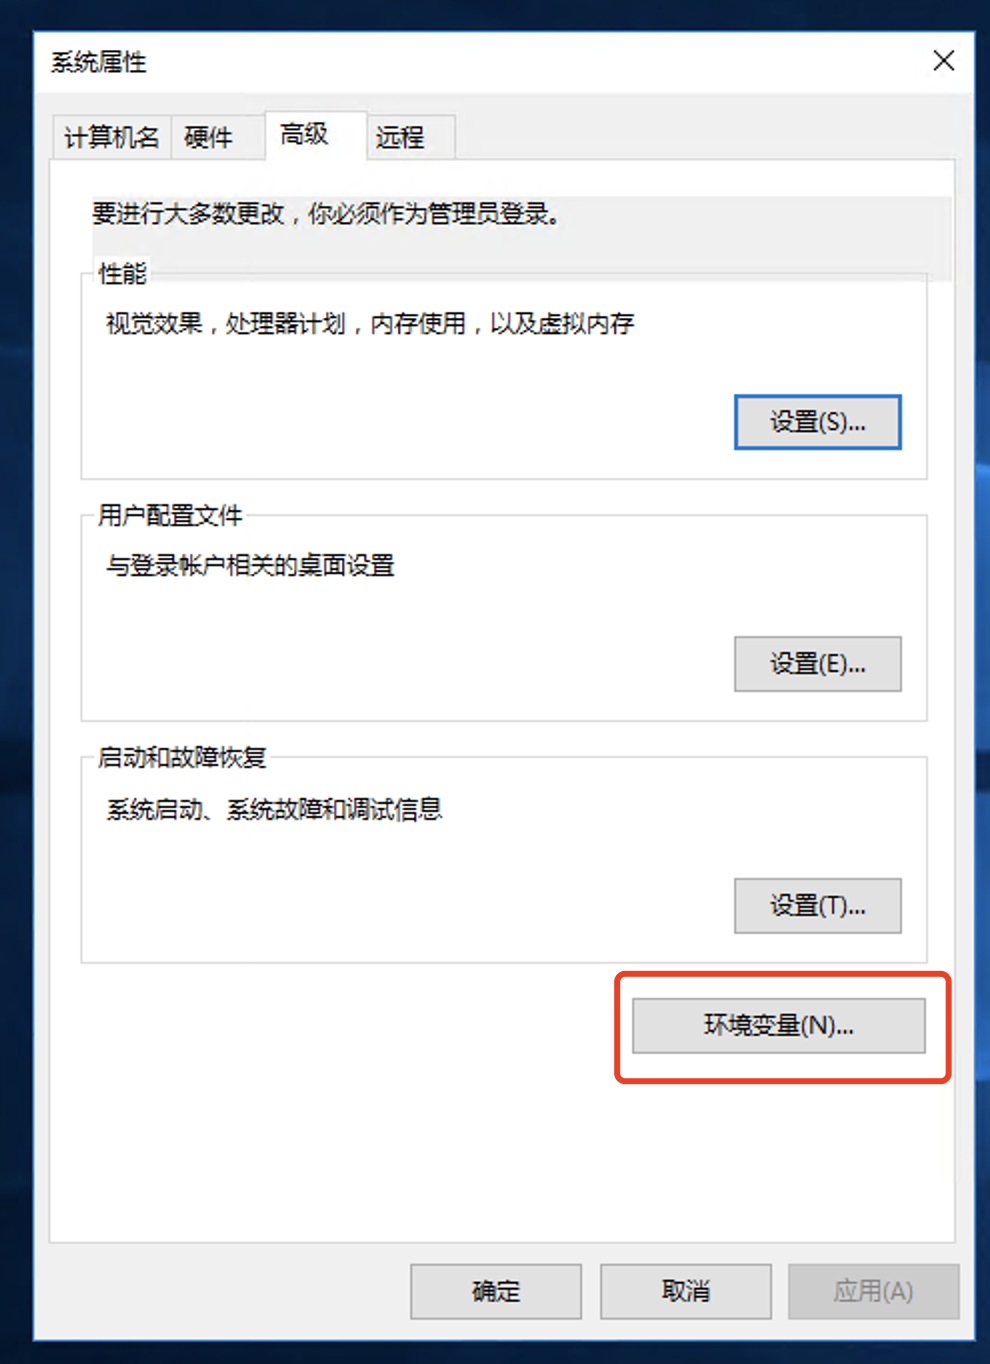 系统属性
计算机名 硬件 高级 远程
要进行大多数更改，你必须作为管理员登录。
性能
视觉效果，处理器计划，内存使用，以及虚拟内存
设置(S)...
用户配置文件
与登录帐户相关的桌面设置
设置(E)...
启动和故障恢复
系统启动、系统故障和调试信息
设置(T)...
环境变量(N)...
确定 取消 应用(A)